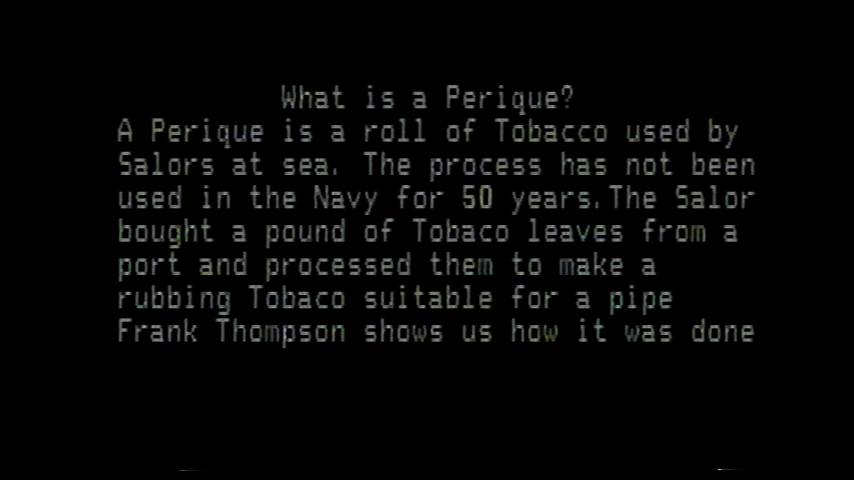 What is a Perique?
A Perique is a roll of Tobacco used by
Salors at sea. The process has not been
used in the Navy for 50 years.The Salor
bought a pound of Tobaco leaves from a
port and processed them to make a
rubbing Tobaco suitable for a pipe
Frank Thompson shows us how it was done